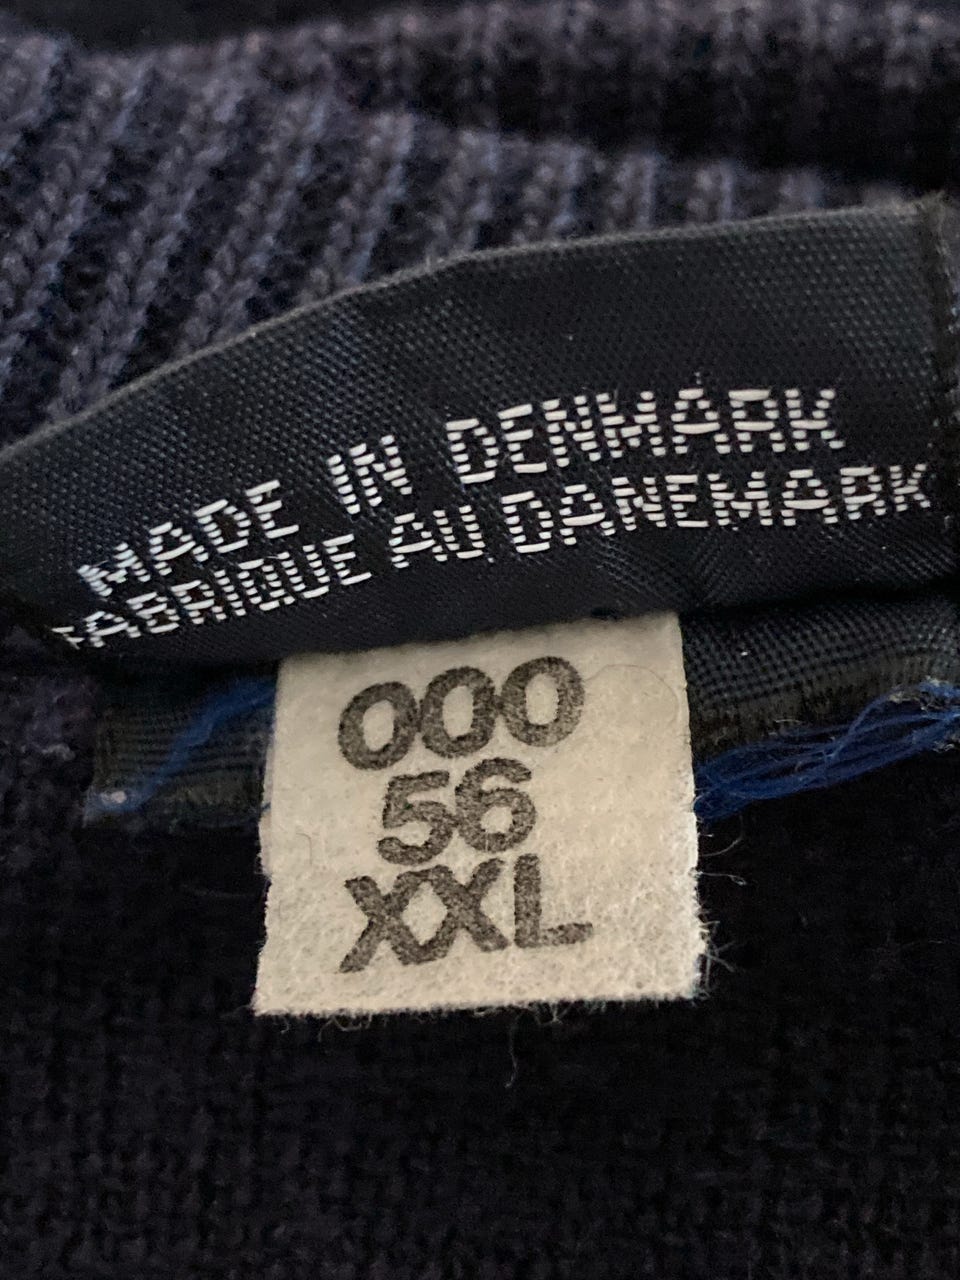 MADE IN DENMARK
FABRIQUE AU DANEMARK
000
56
XXL